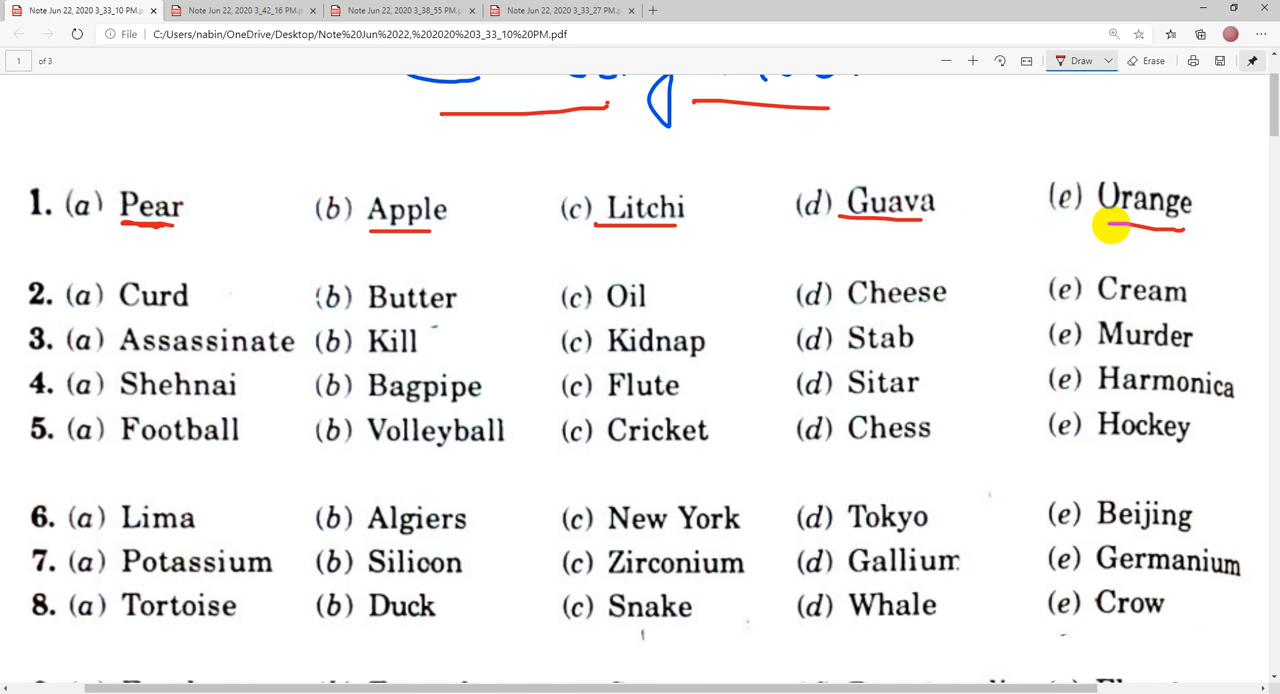 Note Jun 22, 2020 3_33_10 PM.p Note Jun 22, 2020 3_42_16 PM.p Note Jun 22, 2020 3_38_55 PM.p Note Jun 22, 2020 3_33_27 PM.p
File C:/Users/nabin/OneDrive/Desktop/Note%20Jun%2022,%202020%203_33_10%20PM.pdf
1 of 3 Draw Erase
1. (a) Pear (b) Apple (c) Litchi (d) Guava (e) Orange
2. (a) Curd (b) Butter (c) Oil (d) Cheese (e) Cream
3. (a) Assassinate (b) Kill (c) Kidnap (d) Stab (e) Murder
4. (a) Shehnai (b) Bagpipe (c) Flute (d) Sitar (e) Harmonica
5. (a) Football (b) Volleyball (c) Cricket (d) Chess (e) Hockey
6. (a) Lima (b) Algiers (c) New York (d) Tokyo (e) Beijing
7. (a) Potassium (b) Silicon (c) Zirconium (d) Gallium (e) Germanium
8. (a) Tortoise (b) Duck (c) Snake (d) Whale (e) Crow